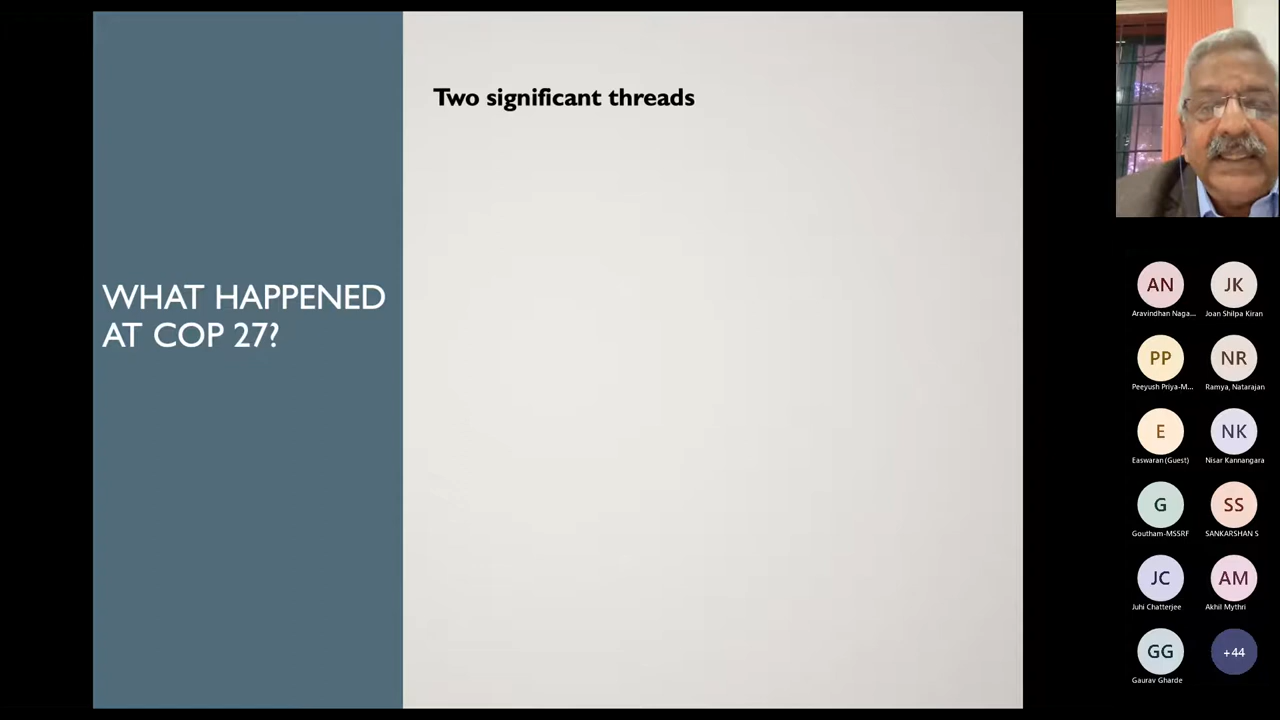 WHAT HAPPENED
AT COP 27?
Two significant threads
AN
JK
Aravindhan Naga...
Joan Shilpa Kiran
PP
NR
Peeyush Priya-M...
Ramya, Natarajan
E
NK
Easwaran (Guest)
Nisar Kannangara
G
SS
Goutham-MSSRF
SANKARSHAN S
JC
AM
Juhi Chatterjee
Akhil Mythri
GG
+44
Gaurav Gharde